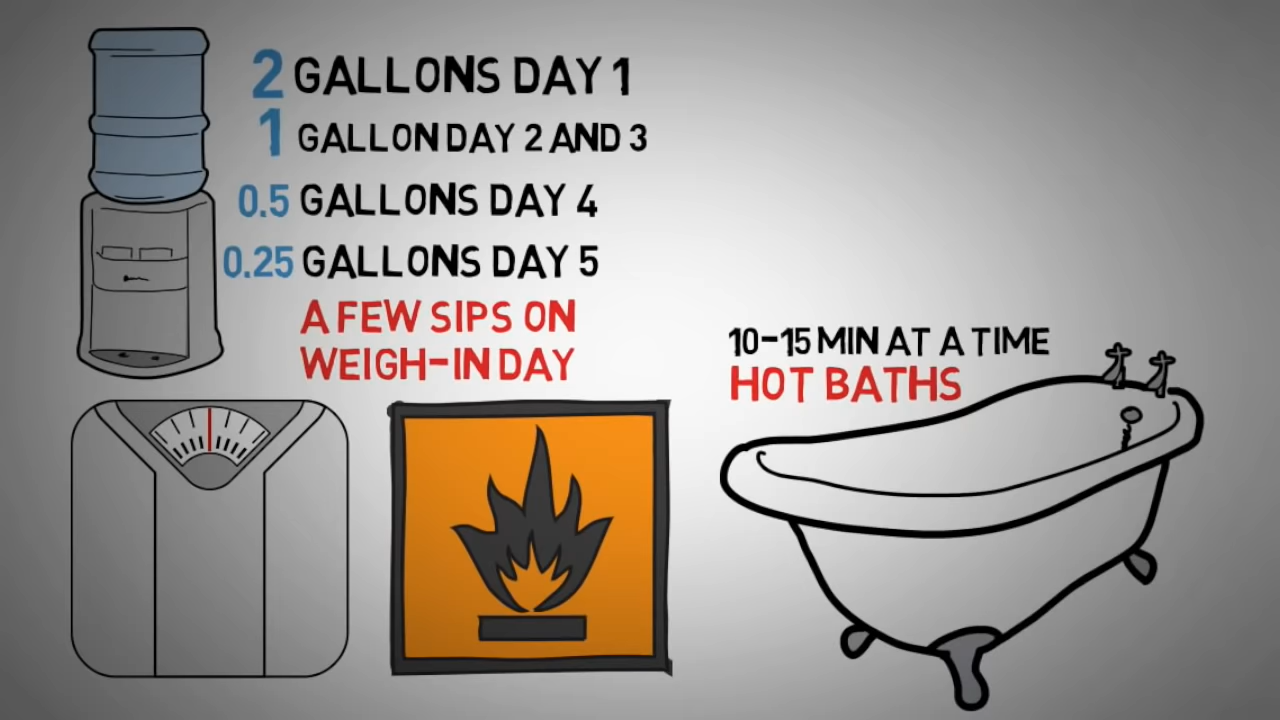 2 GALLONS DAY 1
1 GALLON DAY 2 AND 3
0.5 GALLONS DAY 4
0.25 GALLONS DAY 5
A FEW SIPS ON
WEIGH-IN DAY
10-15 MIN AT A TIME
HOT BATHS